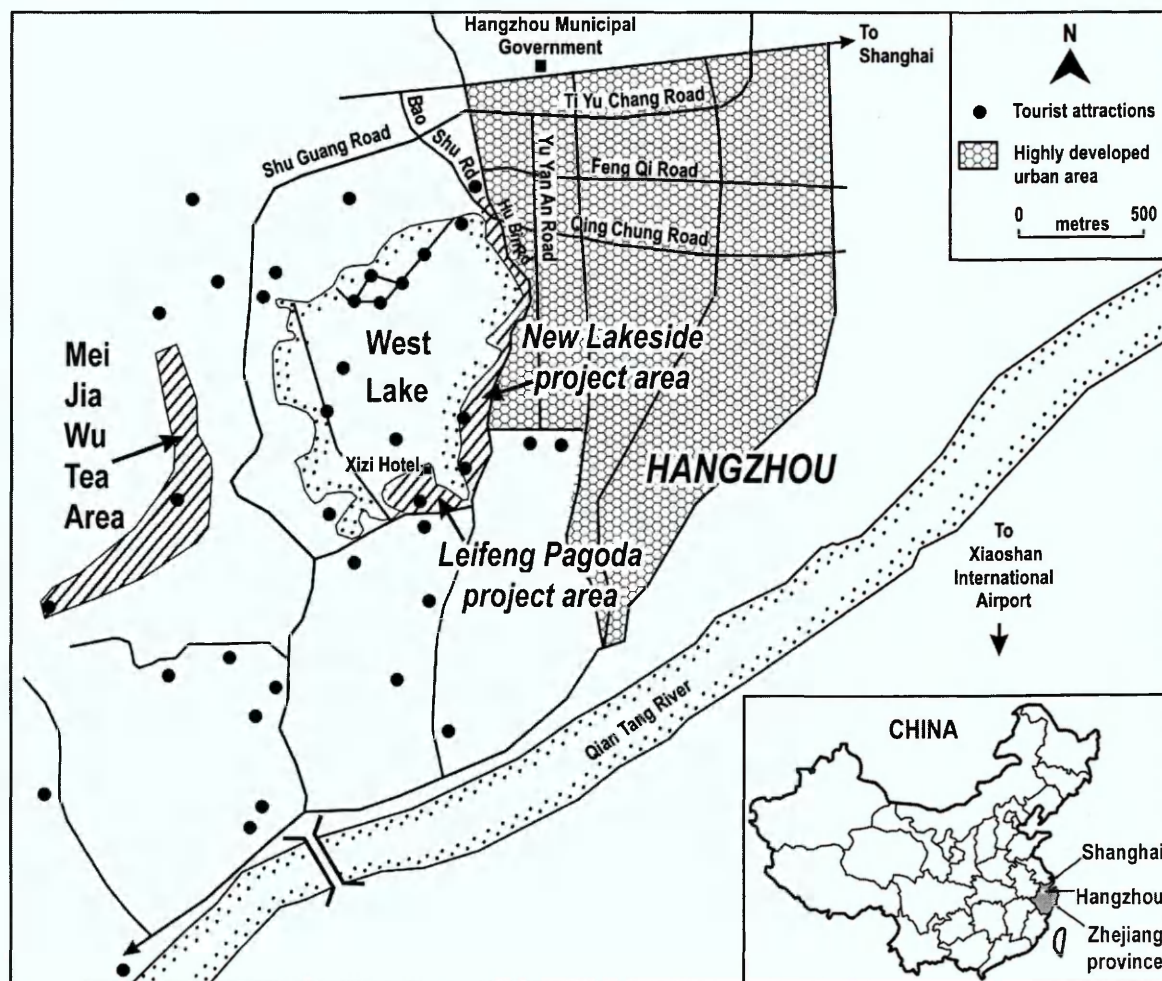 Hangzhou Municipal
Government
To
Shanghai
N
Tourist attractions
Highly developed
urban area
0 metres 500
Bao
Shu Rd
Ti Yu Chang Road
Shu Guang Road
Yu Yan An Road
Feng Qi Road
Hu Bin Rd
Qing Chung Road
West
Lake
New Lakeside
project area
Mei
Jia
Wu
Tea
Area
Xizi Hotel
HANGZHOU
Leifeng Pagoda
project area
To
Xiaoshan
International
Airport
Qian Tang River
CHINA
Shanghai
Hangzhou
Zhejiang
province